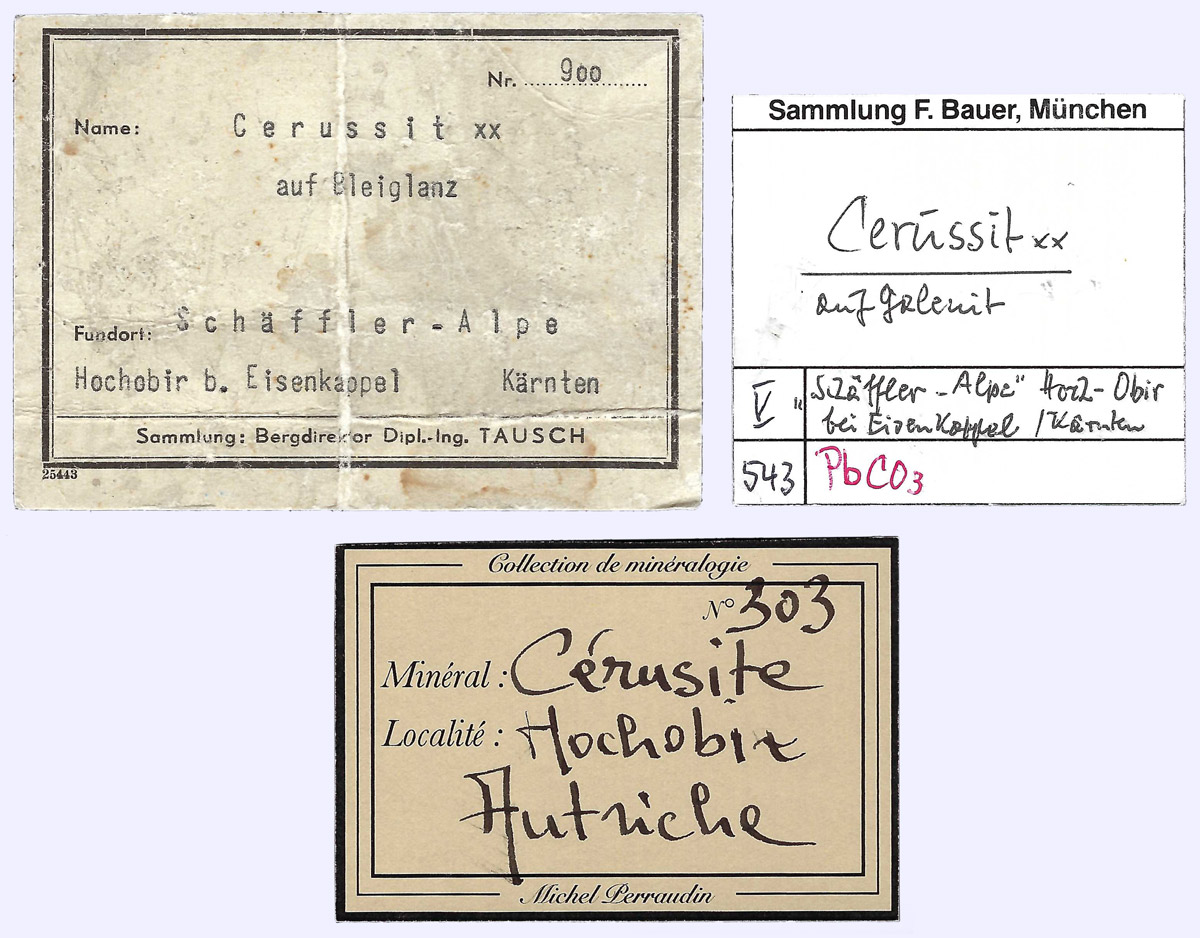 Nr. 900
Name: Cerussit xx
auf Bleiglanz
Fundort: Schäffler-Alpe
Hochobir b. Eisenkappel Kärnten
Sammlung: Bergdirektor Dipl.-Ing. TAUSCH
25443
Sammlung F. Bauer, München
Cerussit xx
auf Galenit
V "Schäffler-Alpe" Hoch-Obir
bei Eisenkappel /Kärnten
543 PbCO3
Collection de minéralogie
N° 303
Minéral: Cérusite
Localité: Hochobir
Autriche
Michel Perraudin